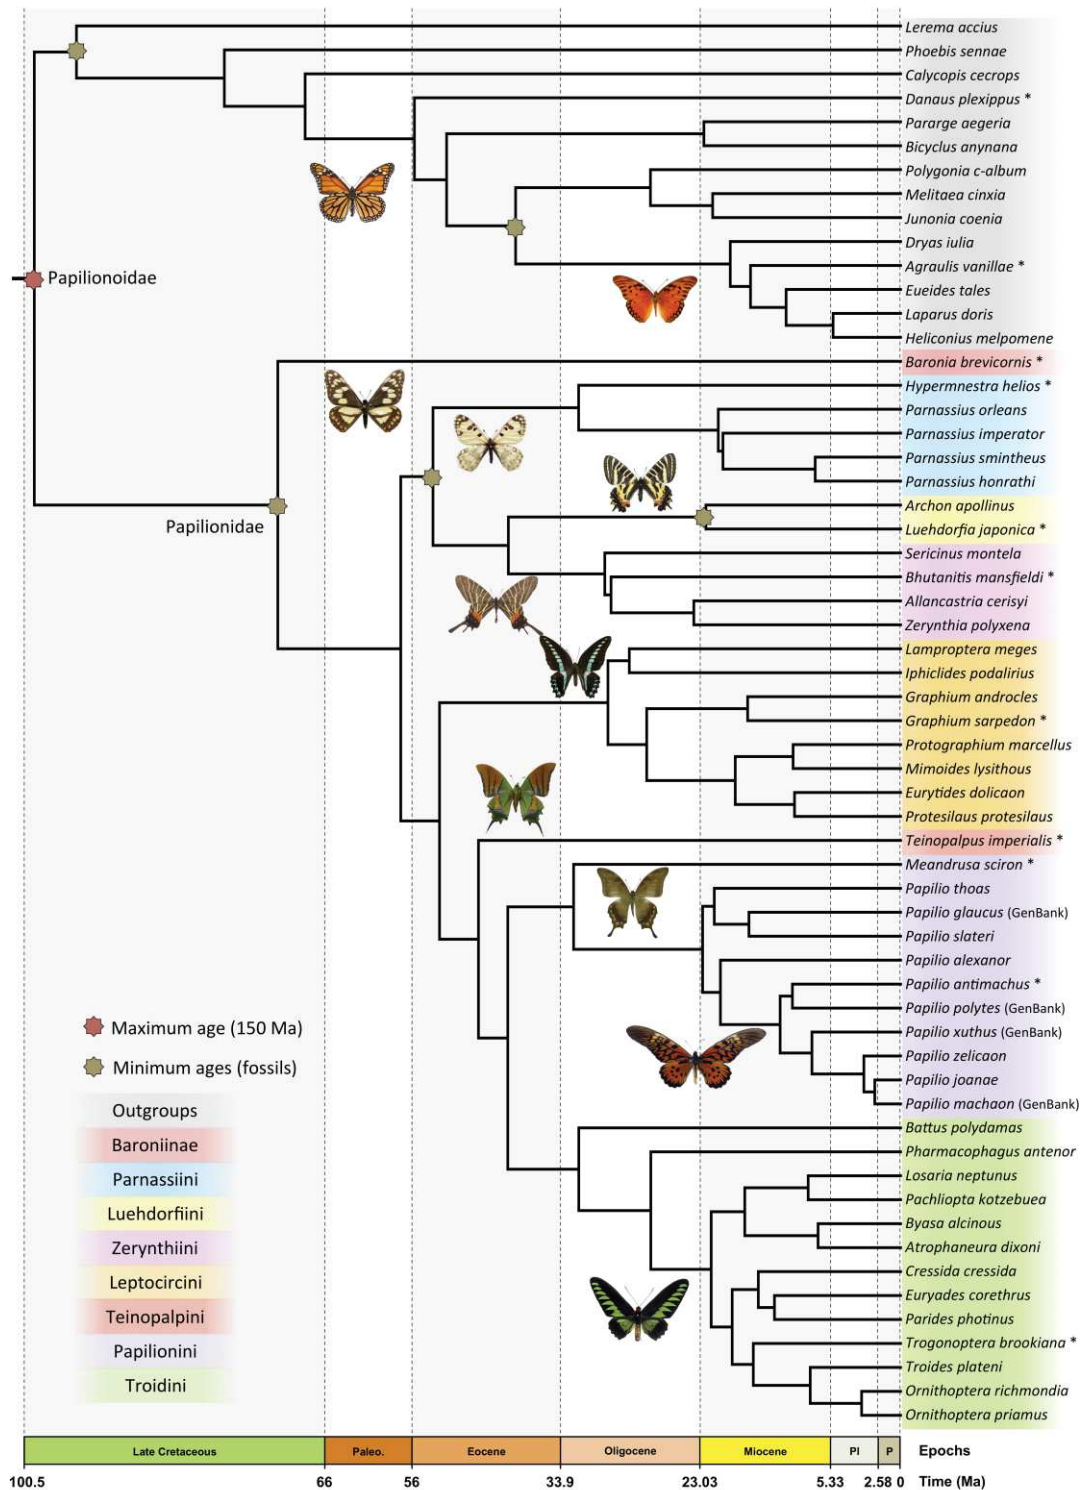 Lerema accius
Phoebis sennae
Calycopis cecrops
Danaus plexippus *
Pararge aegeria
Bicyclus anynana
Polygonia c-album
Melitaea cinxia
Junonia coenia
Dryas iulia
Agraulis vanillae *
Papilionoidae
Eueides tales
Laparus doris
Heliconius melpomene
Baronia brevicornis *
Hypermnestra helios *
Parnassius orleans
Parnassius imperator
Parnassius smintheus
Parnassius honrathi
Archon apollinus
Papilionidae
Luehdorfia japonica *
Sericinus montela
Bhutanitis mansfieldi *
Allancastria cerisyi
Zerynthia polyxena
Lamproptera meges
Iphiclides podalirius
Graphium androcles
Graphium sarpedon *
Protographium marcellus
Mimoides lysithous
Eurytides dolicaon
Protesilaus protesilaus
Teinopalpus imperialis *
Meandrusa sciron *
Papilio thoas
Papilio glaucus (GenBank)
Papilio slateri
Papilio alexanor
Papilio antimachus *
Papilio polytes (GenBank)
Papilio xuthus (GenBank)
Papilio zelicaon
Papilio joanae
Papilio machaon (GenBank)
Battus polydamas
Pharmacophagus antenor
Losaria neptunus
Pachliopta kotzebuea
Byasa alcinous
Atrophaneura dixoni
Cressida cressida
Euryades corethrus
Parides photinus
Trogonoptera brookiana *
Troides plateni
Ornithoptera richmondia
Ornithoptera priamus
Maximum age (150 Ma)
Minimum ages (fossils)
Outgroups
Baroniinae
Parnassiini
Luehdorfiini
Zerynthiini
Leptocircini
Teinopalpini
Papilionini
Troidini
Late Cretaceous Paleo. Eocene Oligocene Miocene Pl P Epochs
100.5 66 56 33.9 23.03 5.33 2.58 0 Time (Ma)